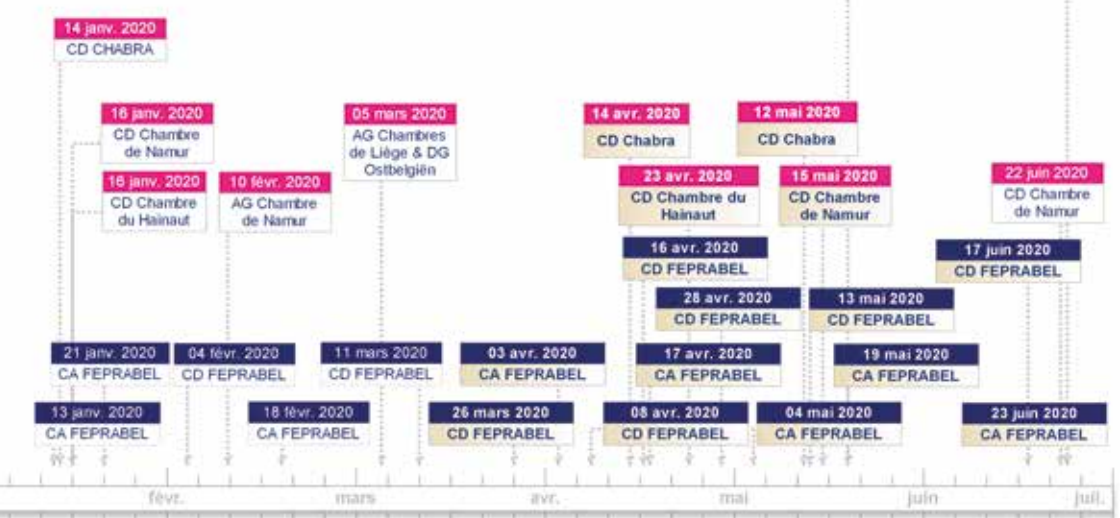 14 janv. 2020
CD CHABRA
16 janv. 2020
CD Chambre
de Namur
05 mars 2020
AG Chambres
de Liège & DG
Ostbelgiën
14 avr. 2020
CD Chabra
12 mai 2020
CD Chabra
16 janv. 2020
CD Chambre
du Hainaut
10 févr. 2020
AG Chambre
de Namur
23 avr. 2020
CD Chambre du
Hainaut
15 mai 2020
CD Chambre
de Namur
22 juin 2020
CD Chambre
de Namur
16 avr. 2020
CD FEPRABEL
17 juin 2020
CD FEPRABEL
28 avr. 2020
CD FEPRABEL
13 mai 2020
CD FEPRABEL
21 janv. 2020
CA FEPRABEL
04 févr. 2020
CD FEPRABEL
11 mars 2020
CD FEPRABEL
03 avr. 2020
CA FEPRABEL
17 avr. 2020
CA FEPRABEL
19 mai 2020
CA FEPRABEL
13 janv. 2020
CA FEPRABEL
18 févr. 2020
CA FEPRABEL
26 mars 2020
CD FEPRABEL
08 avr. 2020
CD FEPRABEL
04 mai 2020
CA FEPRABEL
23 juin 2020
CA FEPRABEL
févr. mars avr. mai juin juil.